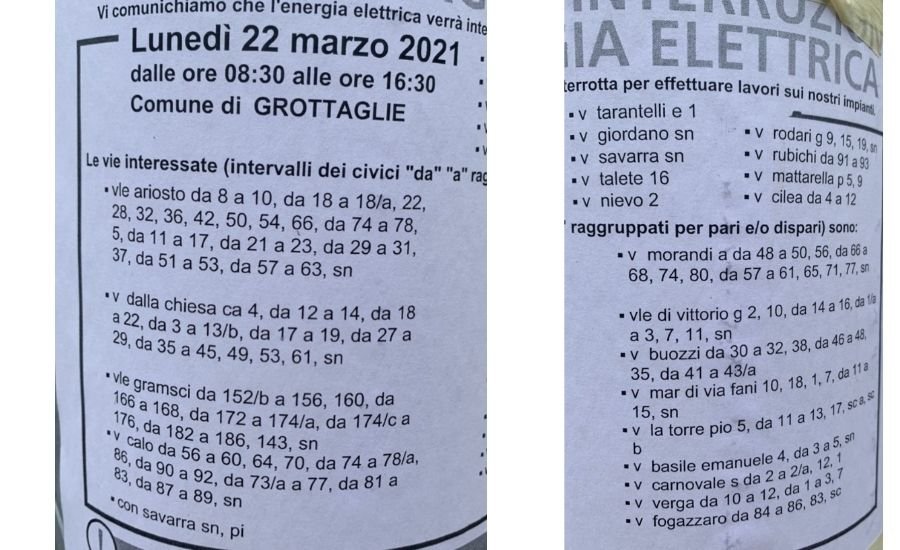 Vi comunichiamo che l'energia elettrica verrà inte
Lunedì 22 marzo 2021
dalle ore 08:30 alle ore 16:30
Comune di GROTTAGLIE
Le vie interessate (intervalli dei civici "da" "a" rag
▪ vle ariosto da 8 a 10, da 18 a 18/a, 22,
28, 32, 36, 42, 50, 54, 66, da 74 a 78,
5, da 11 a 17, da 21 a 23, da 29 a 31,
37, da 51 a 53, da 57 a 63, sn
▪ v dalla chiesa ca 4, da 12 a 14, da 18
a 22, da 3 a 13/b, da 17 a 19, da 27 a
29, da 35 a 45, 49, 53, 61, sn
▪ vle gramsci da 152/b a 156, 160, da
166 a 168, da 172 a 174/a, da 174/c a
176, da 182 a 186, 143, sn
▪ v calo da 56 a 60, 64, 70, da 74 a 78/a,
86, da 90 a 92, da 73/a a 77, da 81 a
83, da 87 a 89, sn
▪ con savarra sn, pi
INTERRUZION
IA ELETTRICA
terrotta per effettuare lavori sui nostri impianti.
▪ v tarantelli e 1
▪ v giordano sn
▪ v savarra sn
▪ v talete 16
▪ v nievo 2
▪ v rodari g 9, 15, 19, sn
▪ v rubichi da 91 a 93
▪ v mattarella p 5, 9
▪ v cilea da 4 a 12
" raggruppati per pari e/o dispari) sono:
▪ v morandi a da 48 a 50, 56, da 66 a
68, 74, 80, da 57 a 61, 65, 71, 77, sn
▪ vle di vittorio g 2, 10, da 14 a 16, da 1/a
a 3, 7, 11, sn
▪ v buozzi da 30 a 32, 38, da 46 a 48,
35, da 41 a 43/a
▪ v mar di via fani 10, 18, 1, 7, da 11 a
15, sn
▪ v la torre pio 5, da 11 a 13, 17, sc a, sc
b
▪ v basile emanuele 4, da 3 a 5, sn
▪ v carnovale s da 2 a 2/a, 12, 1
▪ v verga da 10 a 12, da 1 a 3, 7
▪ v fogazzaro da 84 a 86, 83, sc